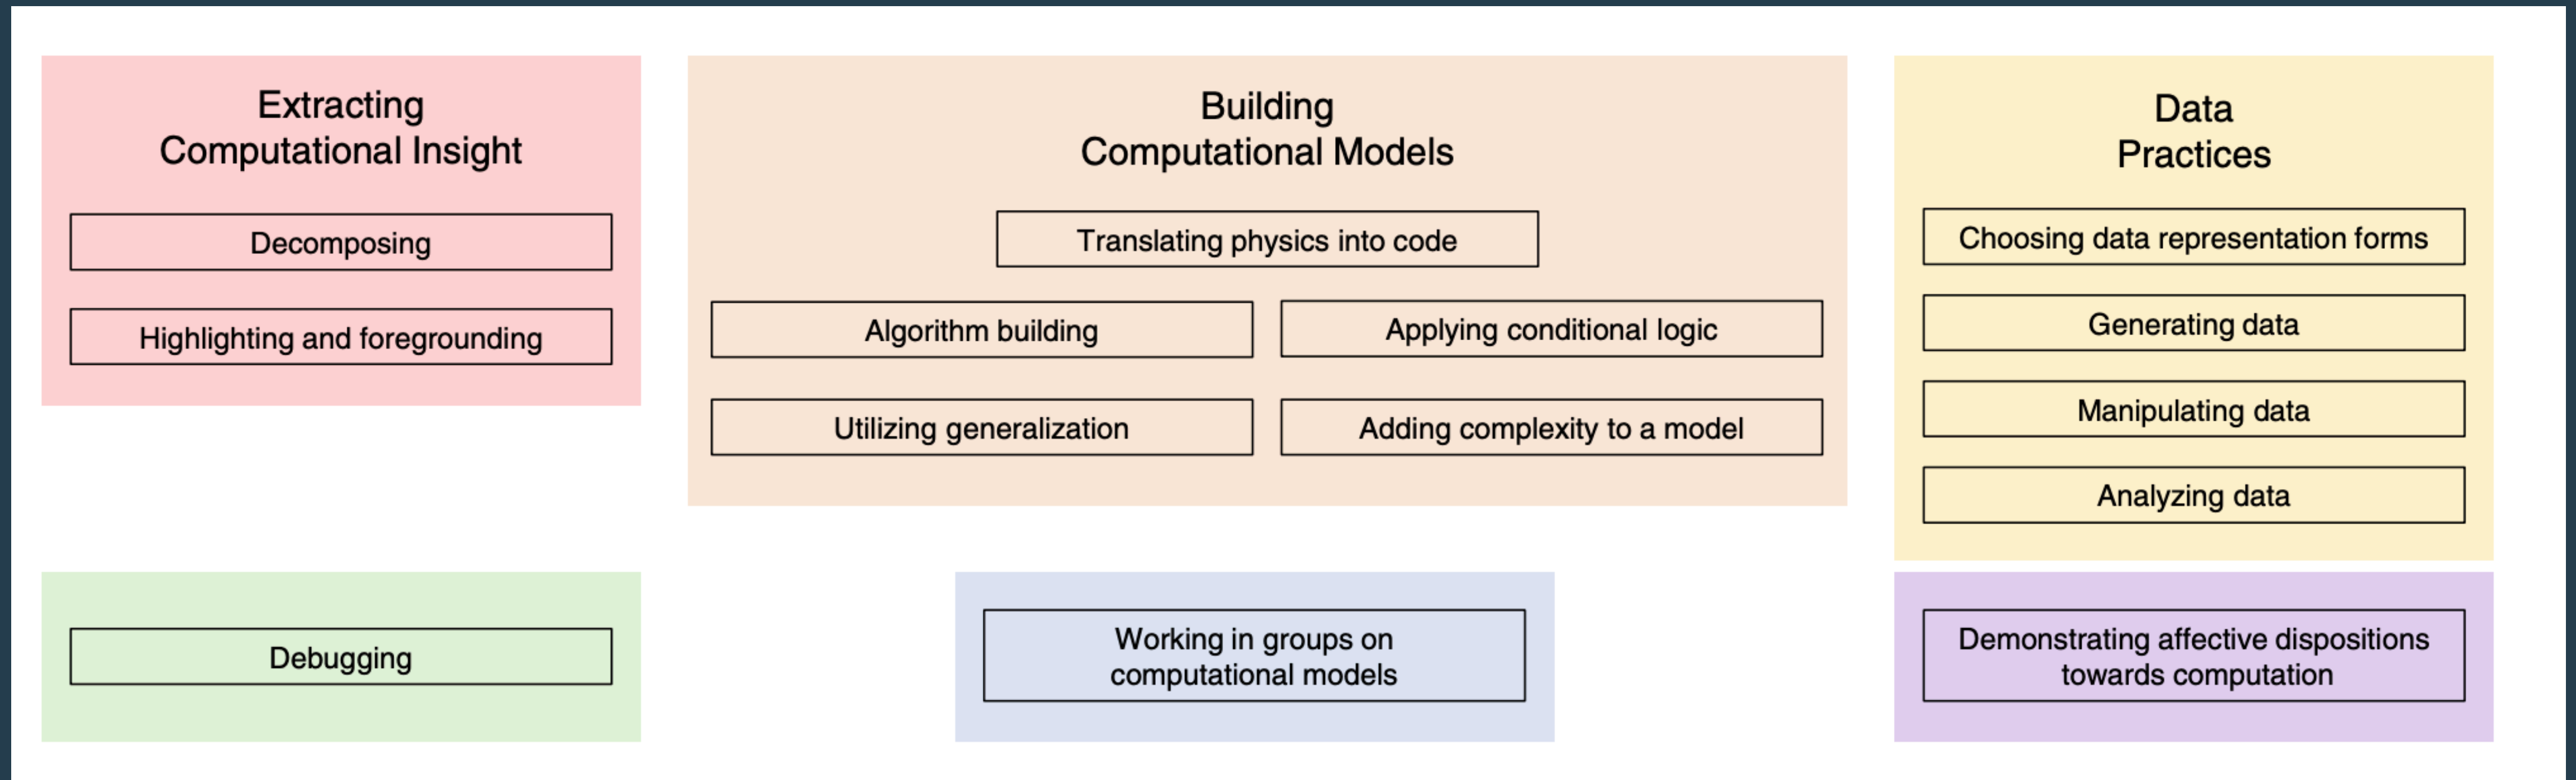 Extracting
Computational Insight
Decomposing
Highlighting and foregrounding
Building
Computational Models
Translating physics into code
Algorithm building
Applying conditional logic
Utilizing generalization
Adding complexity to a model
Data
Practices
Choosing data representation forms
Generating data
Manipulating data
Analyzing data
Debugging
Working in groups on
computational models
Demonstrating affective dispositions
towards computation